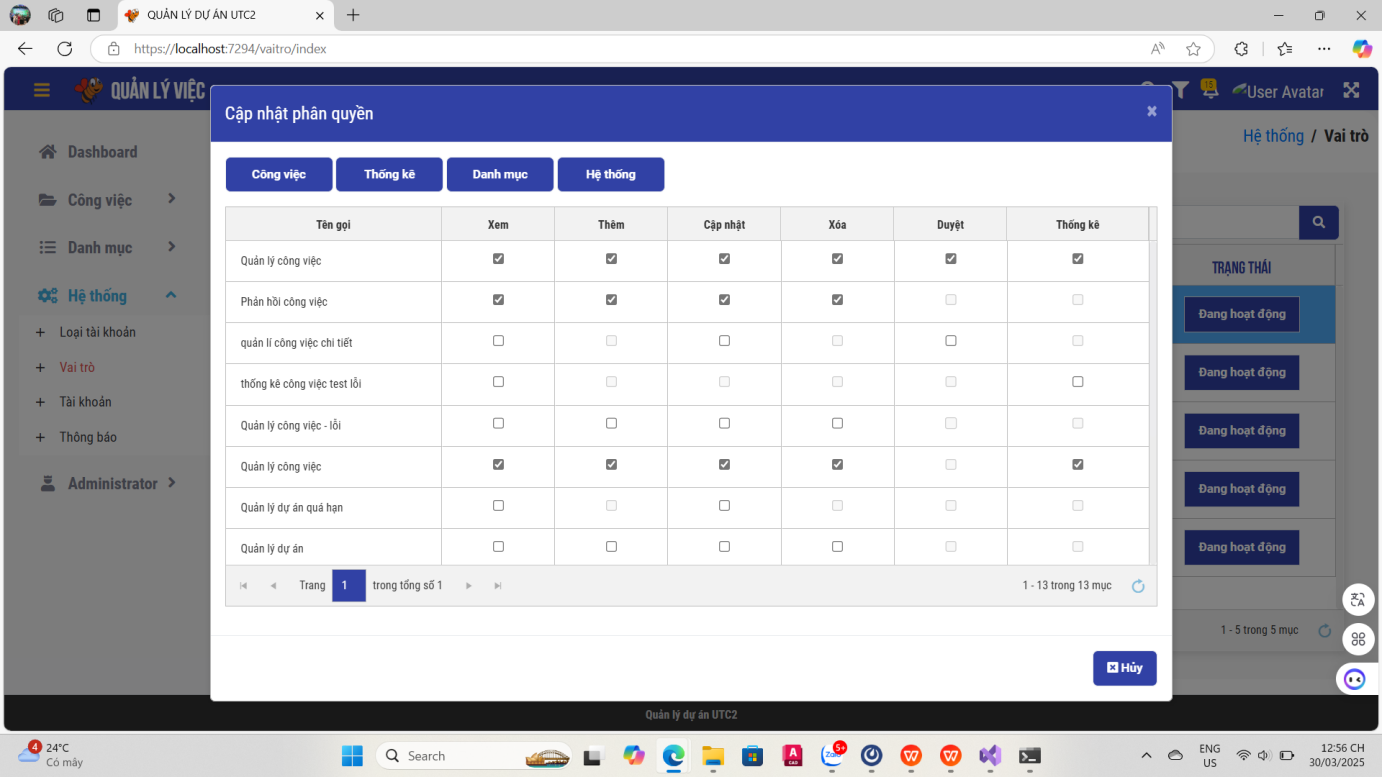 QUẢN LÝ DỰ ÁN UTC2
https://localhost:7294/vaitro/index
QUẢN LÝ VIỆC
15
User Avatar
Cập nhật phân quyền
×
Hệ thống / Vai trò
Dashboard
Công việc
Danh mục
Hệ thống
+ Loại tài khoản
+ Vai trò
+ Tài khoản
+ Thông báo
Administrator
Công việc Thống kê Danh mục Hệ thống
Tên gọi Xem Thêm Cập nhật Xóa Duyệt Thống kê
Quản lý công việc
Phản hồi công việc
quản lí công việc chi tiết
thống kê công việc test lỗi
Quản lý công việc - lỗi
Quản lý công việc
Quản lý dự án quá hạn
Quản lý dự án
Trang 1 trong tổng số 1
1 - 13 trong 13 mục
Hủy
TRẠNG THÁI
Đang hoạt động
Đang hoạt động
Đang hoạt động
Đang hoạt động
Đang hoạt động
1 - 5 trong 5 mục
Quản lý dự án UTC2
4
24°C
Có mây
Search
5+
Zalo
ENG
US
12:56 CH
30/03/2025